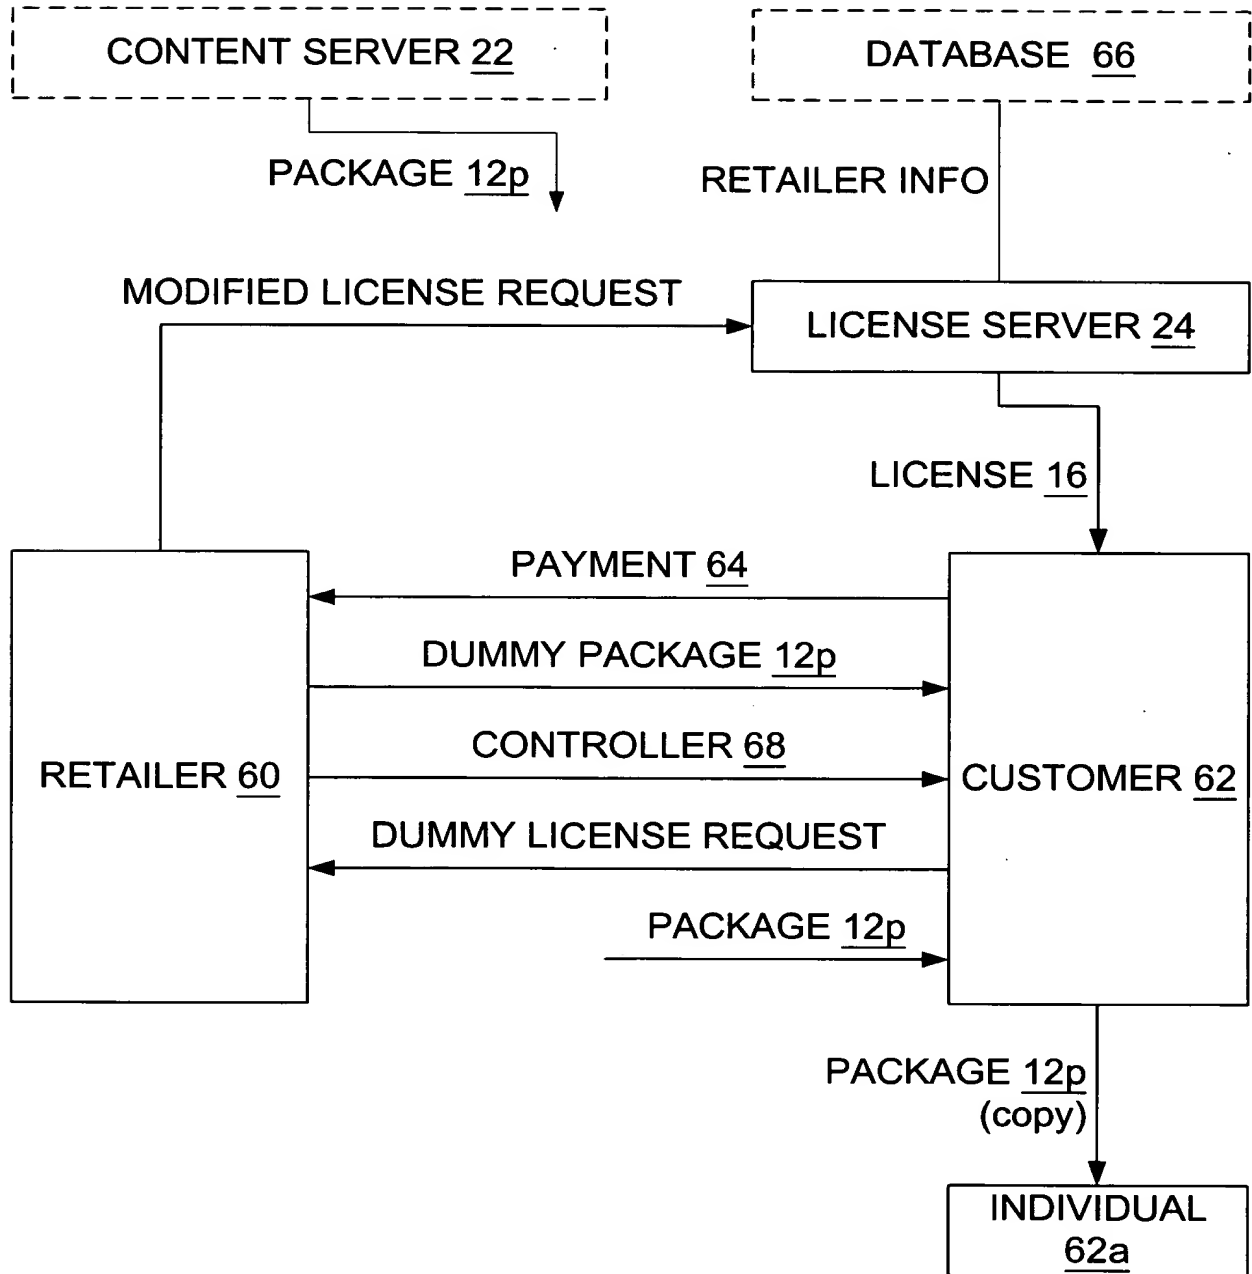 CONTENT SERVER 22
DATABASE 66
PACKAGE 12p
RETAILER INFO
MODIFIED LICENSE REQUEST
LICENSE SERVER 24
LICENSE 16
PAYMENT 64
DUMMY PACKAGE 12p
CONTROLLER 68
RETAILER 60
CUSTOMER 62
DUMMY LICENSE REQUEST
PACKAGE 12p
PACKAGE 12p
(copy)
INDIVIDUAL
62a